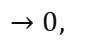 → 0,